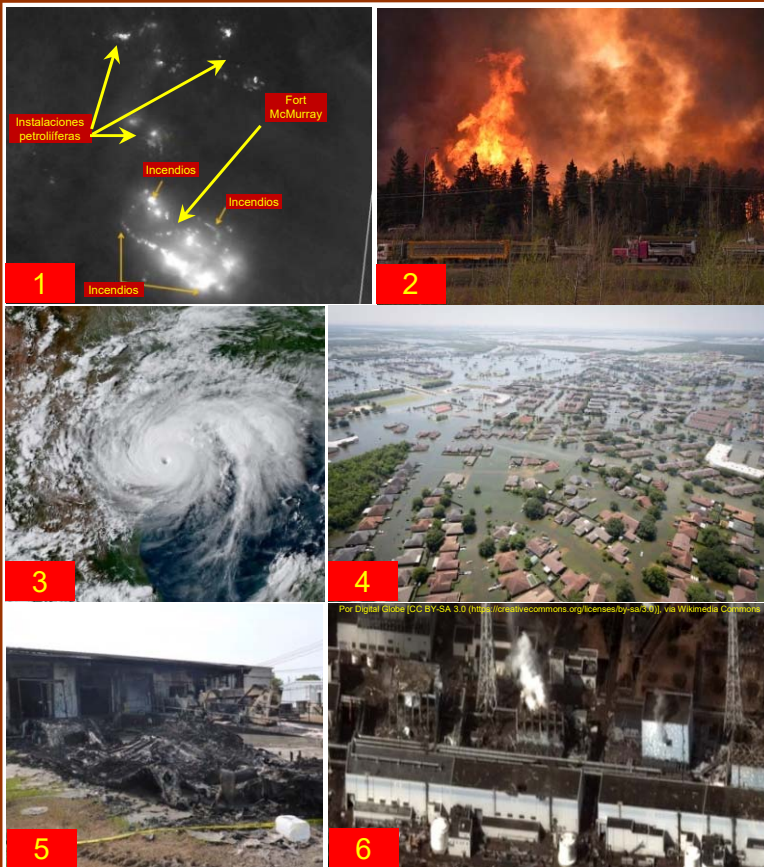 Instalaciones
petrolíiferas
Fort
McMurray
Incendios
Incendios
Incendios
1
2
3
4
Por Digital Globe [CC BY-SA 3.0 (https://creativecommons.org/licenses/by-sa/3.0)], via Wikimedia Commons
5
6